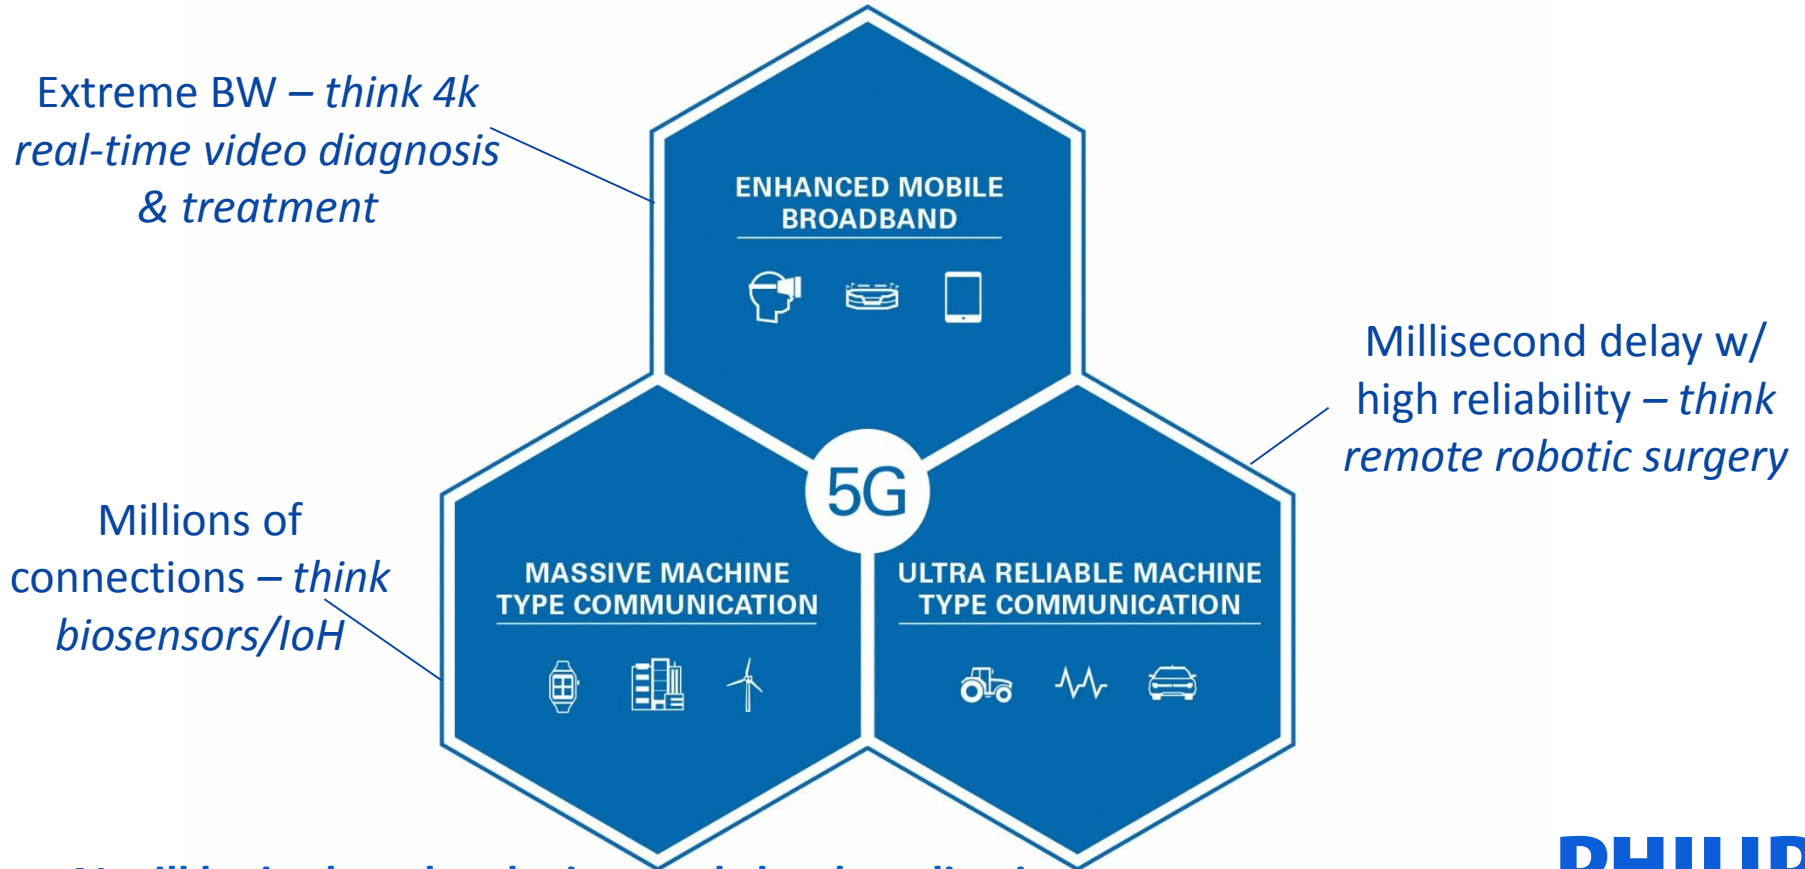 Extreme BW – think 4k
real-time video diagnosis
& treatment
ENHANCED MOBILE
BROADBAND
Millisecond delay w/
high reliability – think
remote robotic surgery
5G
Millions of
connections – think
biosensors/IoH
MASSIVE MACHINE
TYPE COMMUNICATION
ULTRA RELIABLE MACHINE
TYPE COMMUNICATION